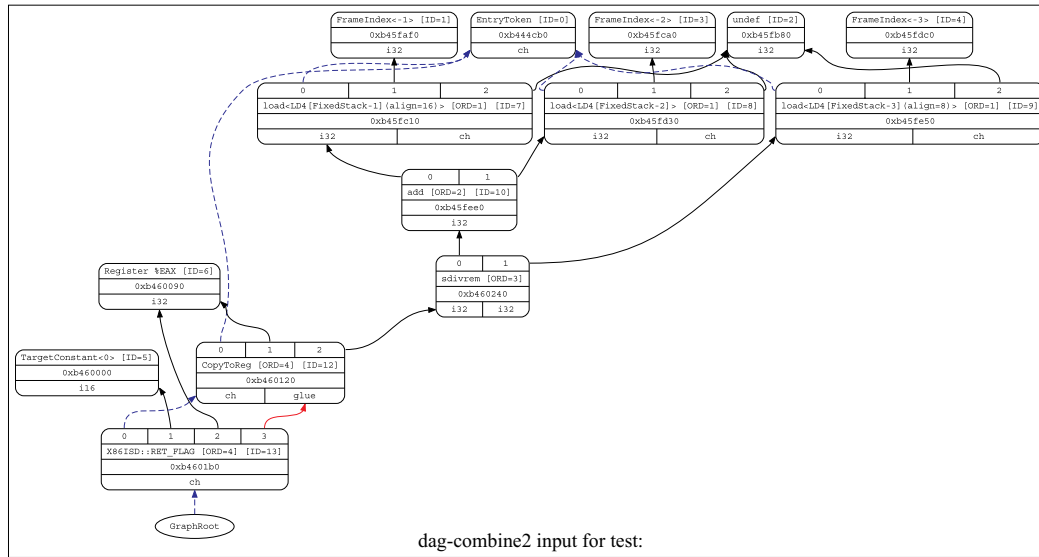 FrameIndex<-1> [ID=1]
0xb45faf0
i32
EntryToken [ID=0]
0xb444cb0
ch
FrameIndex<-2> [ID=3]
0xb45fca0
i32
undef [ID=2]
0xb45fb80
i32
FrameIndex<-3> [ID=4]
0xb45fdc0
i32
0 1 2
load<LD4[FixedStack-1](align=16)> [ORD=1] [ID=7]
0xb45fc10
i32 ch
0 1 2
load<LD4[FixedStack-2]> [ORD=1] [ID=8]
0xb45fd30
i32 ch
0 1 2
load<LD4[FixedStack-3](align=8)> [ORD=1] [ID=9]
0xb45fe50
i32 ch
0 1
add [ORD=2] [ID=10]
0xb45fee0
i32
0 1
sdivrem [ORD=3]
0xb460240
i32 i32
Register %EAX [ID=6]
0xb460090
i32
0 1 2
CopyToReg [ORD=4] [ID=12]
0xb460120
ch glue
TargetConstant<0> [ID=5]
0xb460000
i16
0 1 2 3
X86ISD::RET_FLAG [ORD=4] [ID=13]
0xb4601b0
ch
GraphRoot
dag-combine2 input for test: